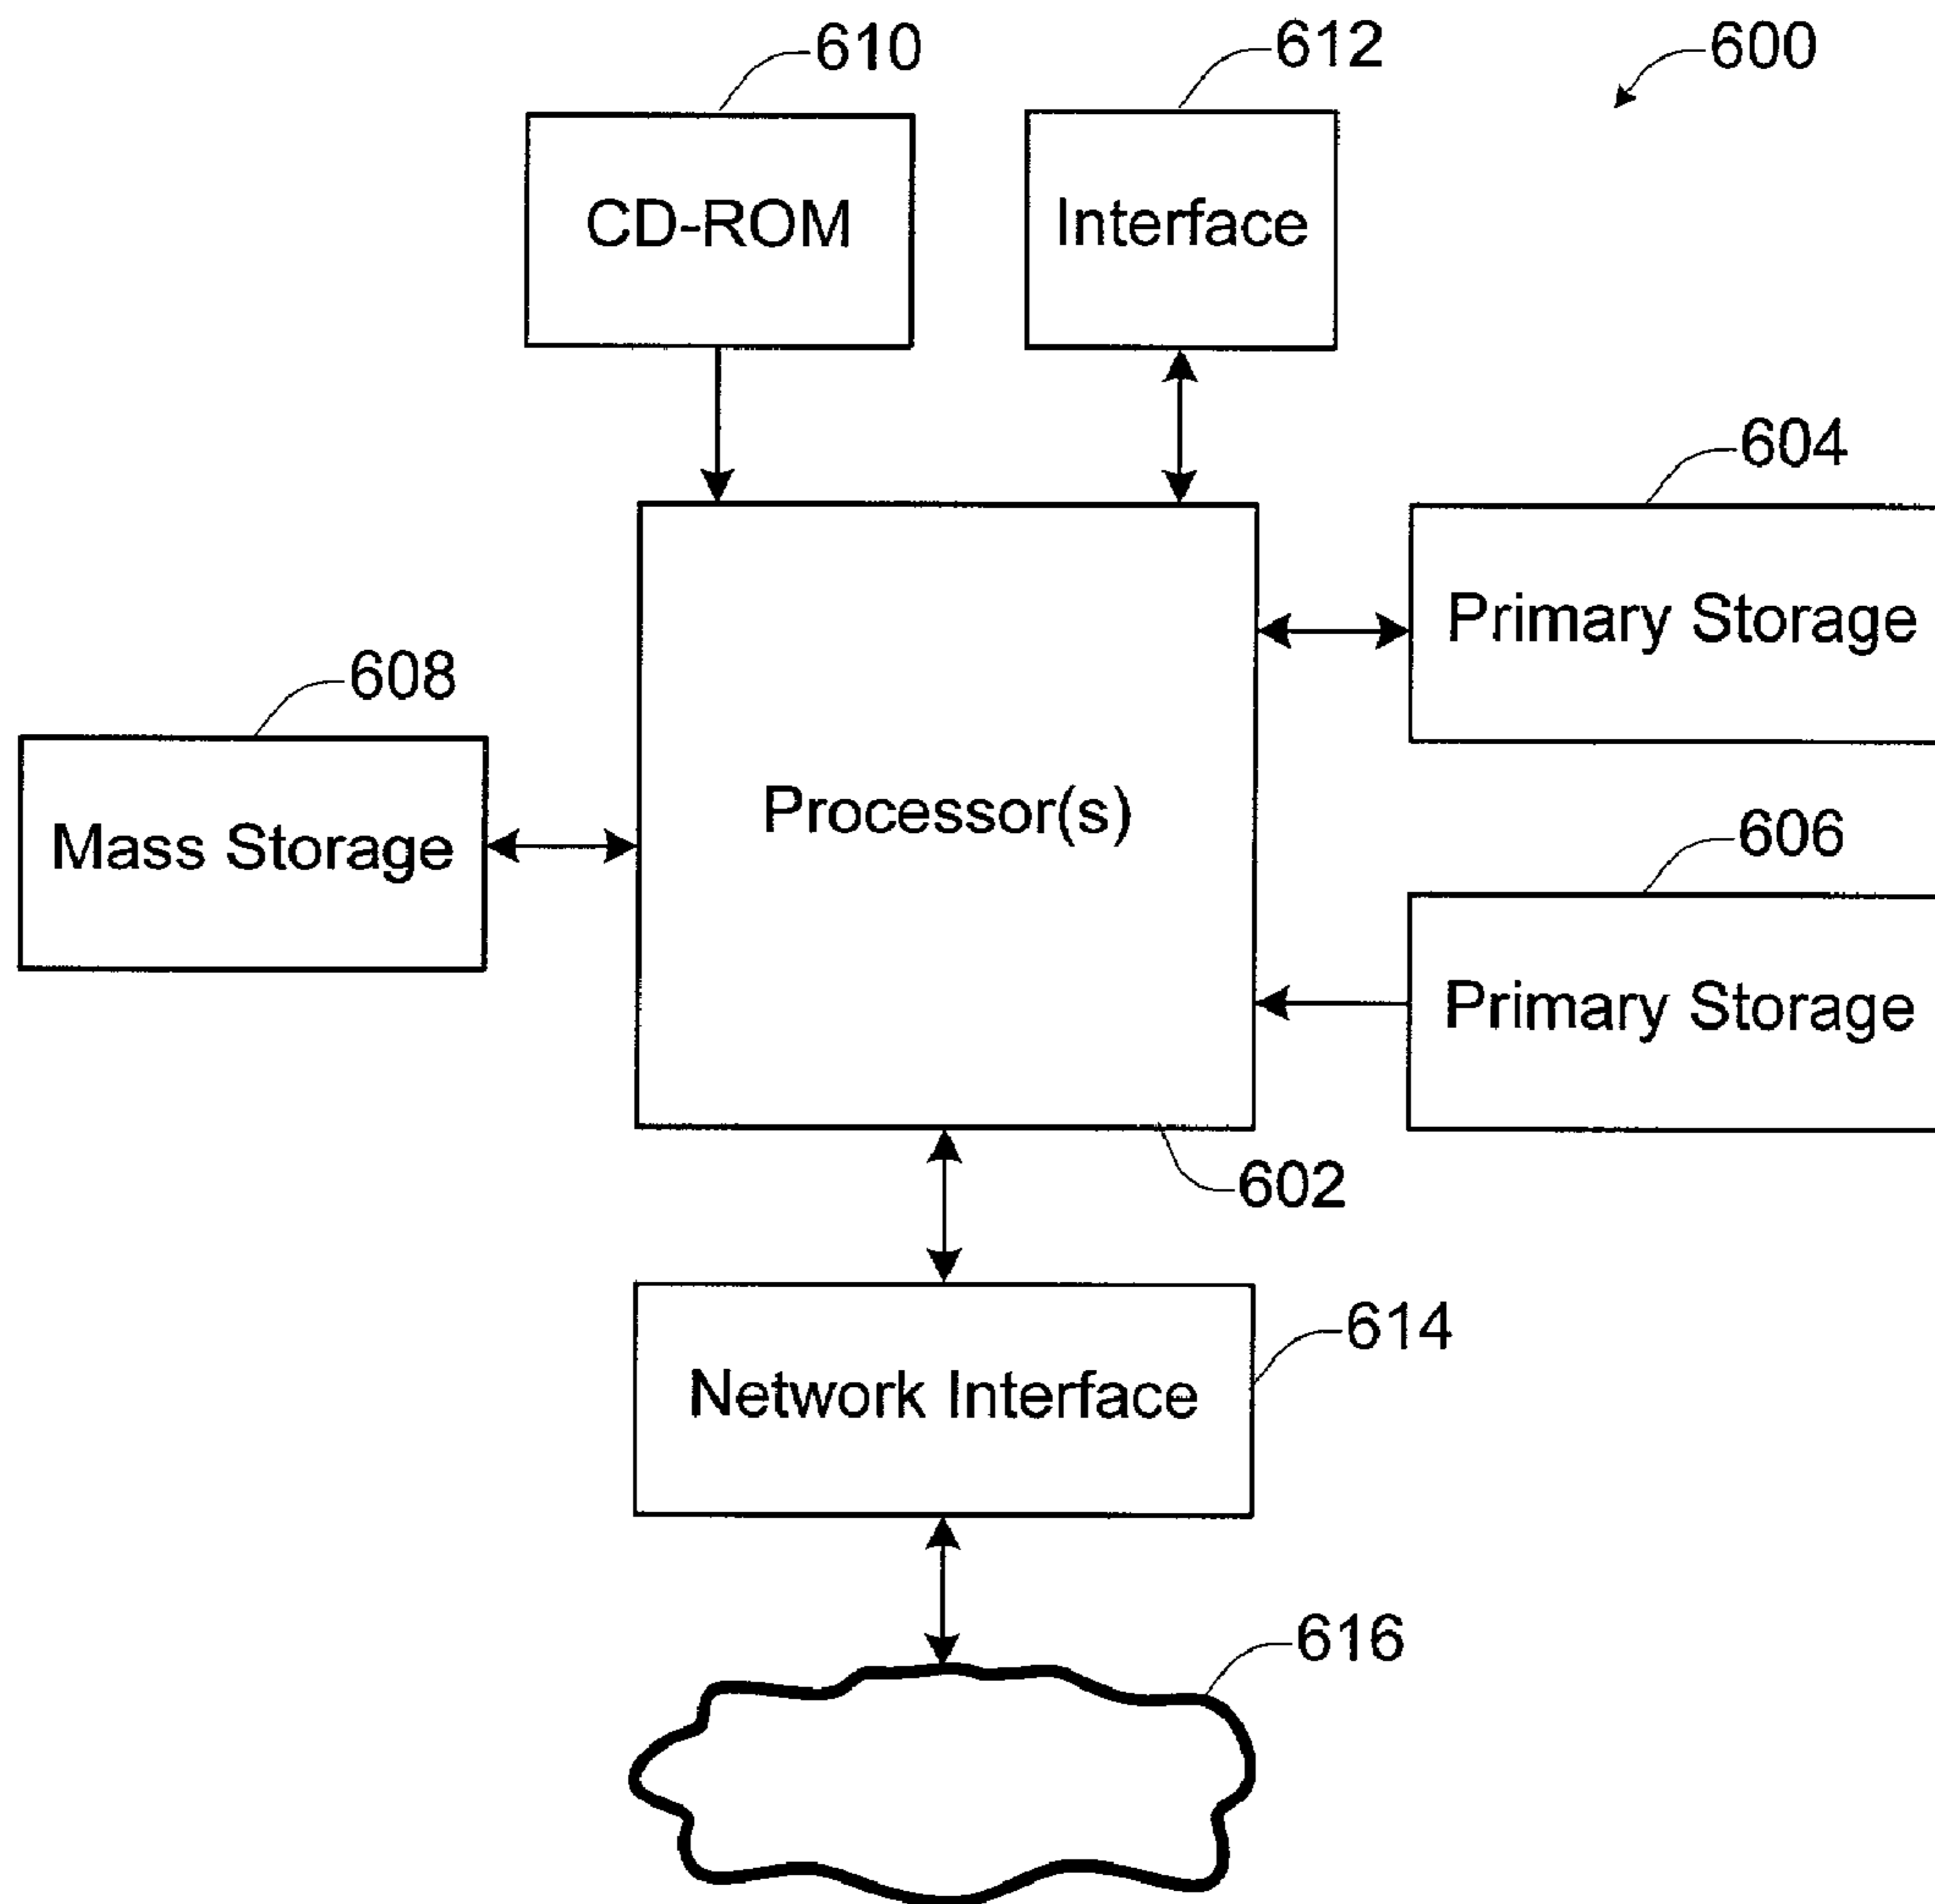 610
612
600
CD-ROM
Interface
604
Primary Storage
608
Mass Storage
Processor(s)
606
Primary Storage
602
614
Network Interface
616